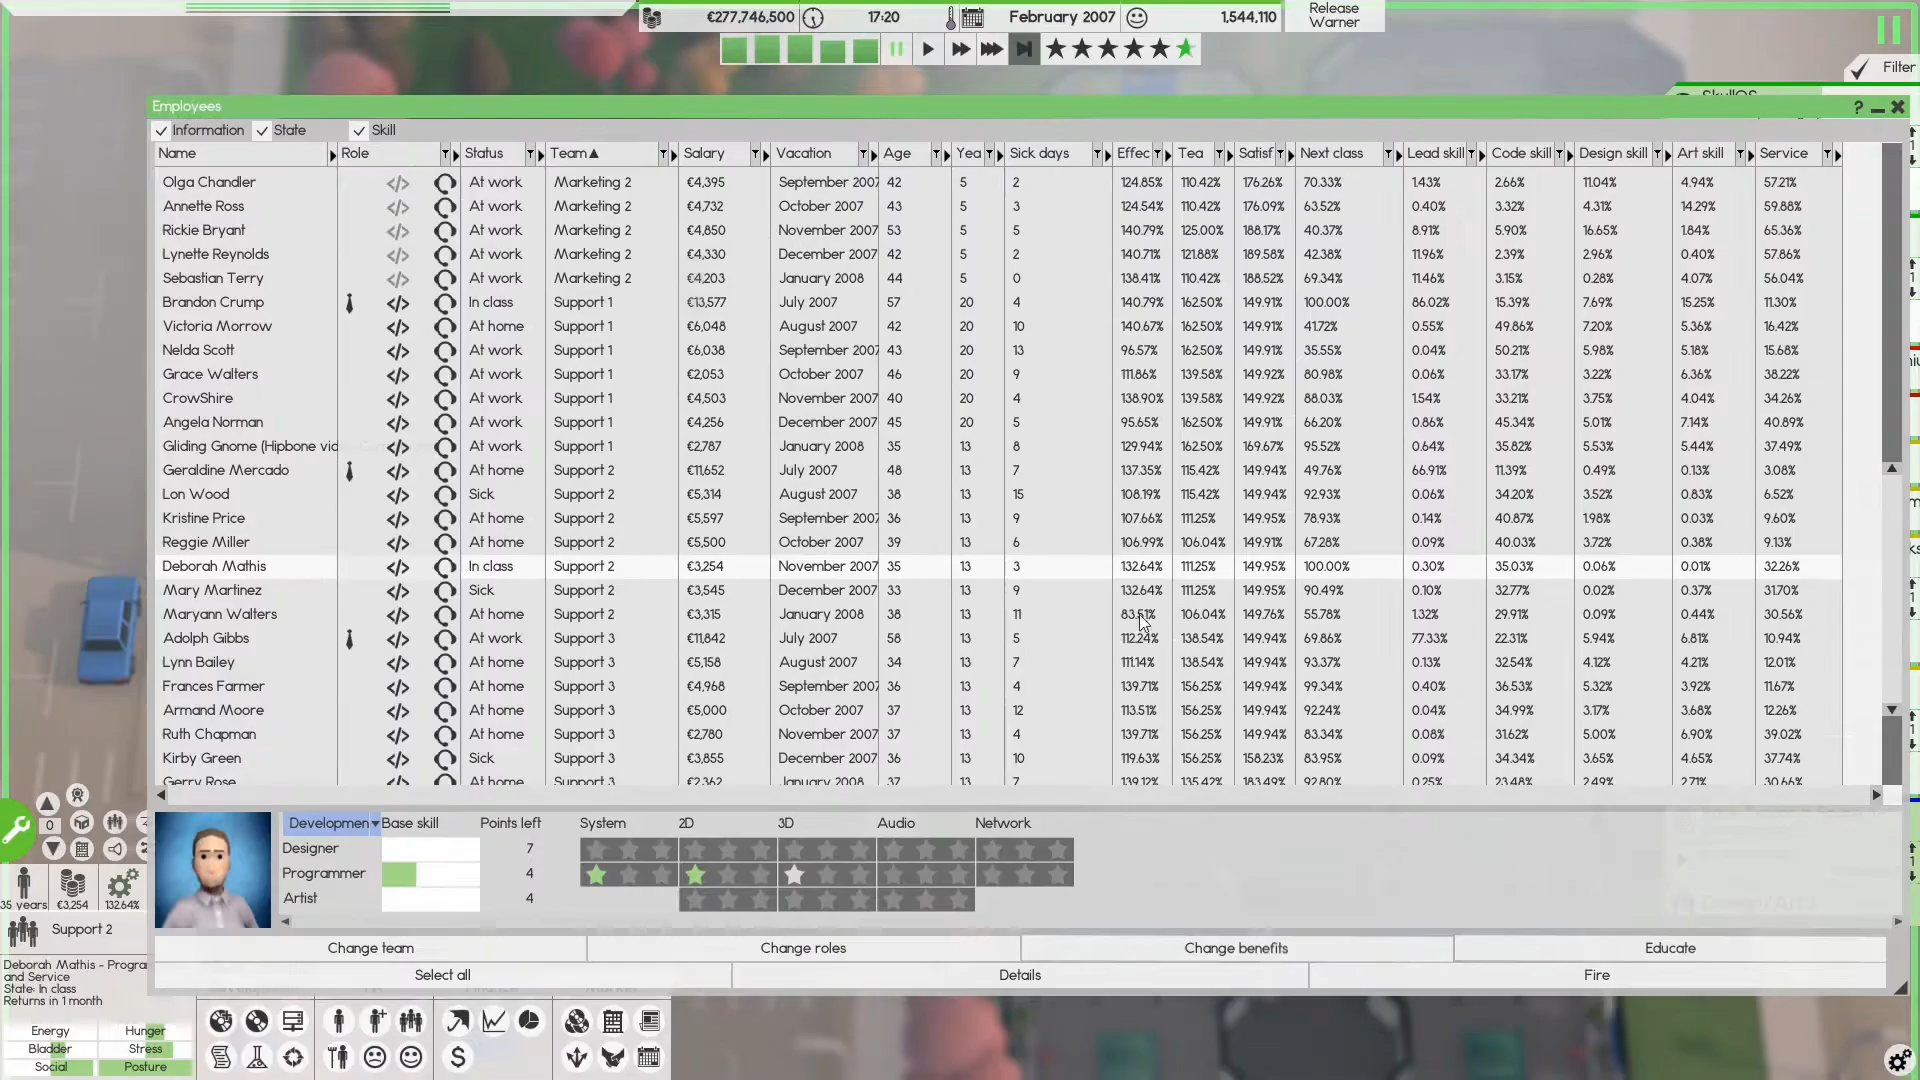 €277,746,500 17:20 February 2007 1,544,110 Release Warner
Filter
SkullOS
Employees ?
Information State Skill
Name Role Status Team Salary Vacation Age Yea Sick days Effec Tea Satisf Next class Lead skill Code skill Design skill Art skill Service
Olga Chandler </> At work Marketing 2 €4,395 September 2007 42 5 2 124.85% 110.42% 176.26% 70.33% 1.43% 2.66% 11.04% 4.94% 57.21%
Annette Ross </> At work Marketing 2 €4,732 October 2007 43 5 3 124.54% 110.42% 176.09% 63.52% 0.40% 3.32% 4.31% 14.29% 59.88%
Rickie Bryant </> At work Marketing 2 €4,850 November 2007 53 5 5 140.79% 125.00% 188.17% 40.37% 8.91% 5.90% 16.65% 1.84% 65.36%
Lynette Reynolds </> At work Marketing 2 €4,330 December 2007 42 5 2 140.71% 121.88% 189.58% 42.38% 11.96% 2.39% 2.96% 0.40% 57.86%
Sebastian Terry </> At work Marketing 2 €4,203 January 2008 44 5 0 138.41% 110.42% 188.52% 69.34% 11.46% 3.15% 0.28% 4.07% 56.04%
Brandon Crump </> In class Support 1 €13,577 July 2007 57 20 4 140.79% 162.50% 149.91% 100.00% 86.02% 15.39% 7.69% 15.25% 11.30%
Victoria Morrow </> At home Support 1 €6,048 August 2007 42 20 10 140.67% 162.50% 149.91% 41.72% 0.55% 49.86% 7.20% 5.36% 16.42%
Nelda Scott </> At work Support 1 €6,038 September 2007 43 20 13 96.57% 162.50% 149.91% 35.55% 0.04% 50.21% 5.98% 5.18% 15.68%
Grace Walters </> At work Support 1 €2,053 October 2007 46 20 9 111.86% 139.58% 149.92% 80.98% 0.06% 33.17% 3.22% 6.36% 38.22%
CrowShire </> At work Support 1 €4,503 November 2007 40 20 4 138.90% 139.58% 149.92% 88.03% 1.54% 33.21% 3.75% 4.04% 34.26%
Angela Norman </> At work Support 1 €4,256 December 2007 45 20 5 95.65% 162.50% 149.91% 66.20% 0.86% 45.34% 5.01% 7.14% 40.89%
Gliding Gnome (Hipbone vic </> At work Support 1 €2,787 January 2008 35 13 8 129.94% 162.50% 169.67% 95.52% 0.64% 35.82% 5.53% 5.44% 37.49%
Geraldine Mercado </> At home Support 2 €11,652 July 2007 48 13 7 137.35% 115.42% 149.94% 49.76% 66.91% 11.39% 0.49% 0.13% 3.08%
Lon Wood </> Sick Support 2 €5,314 August 2007 38 13 15 108.19% 115.42% 149.94% 92.93% 0.06% 34.20% 3.52% 0.83% 6.52%
Kristine Price </> At home Support 2 €5,597 September 2007 36 13 9 107.66% 111.25% 149.95% 78.93% 0.14% 40.87% 1.98% 0.03% 9.60%
Reggie Miller </> At home Support 2 €5,500 October 2007 39 13 6 106.99% 106.04% 149.91% 67.28% 0.09% 40.03% 3.72% 0.38% 9.13%
Deborah Mathis </> In class Support 2 €3,254 November 2007 35 13 3 132.64% 111.25% 149.95% 100.00% 0.30% 35.03% 0.06% 0.01% 32.26%
Mary Martinez </> Sick Support 2 €3,545 December 2007 33 13 9 132.64% 111.25% 149.95% 90.49% 0.10% 32.77% 0.02% 0.37% 31.70%
Maryann Walters </> At home Support 2 €3,315 January 2008 38 13 11 83.51% 106.04% 149.76% 55.78% 1.32% 29.91% 0.09% 0.44% 30.56%
Adolph Gibbs </> At work Support 3 €11,842 July 2007 58 13 5 112.24% 138.54% 149.94% 69.86% 77.33% 22.31% 5.94% 6.81% 10.94%
Lynn Bailey </> At home Support 3 €5,158 August 2007 34 13 7 111.14% 138.54% 149.94% 93.37% 0.13% 32.54% 4.12% 4.21% 12.01%
Frances Farmer </> At home Support 3 €4,968 September 2007 36 13 4 139.71% 156.25% 149.94% 99.34% 0.40% 36.53% 5.32% 3.92% 11.67%
Armand Moore </> At home Support 3 €5,000 October 2007 37 13 12 113.51% 156.25% 149.94% 92.24% 0.04% 34.99% 3.17% 3.68% 12.26%
Ruth Chapman </> At home Support 3 €2,780 November 2007 37 13 4 139.71% 156.25% 149.94% 83.34% 0.08% 31.62% 5.00% 6.90% 39.02%
Kirby Green </> Sick Support 3 €3,855 December 2007 36 13 10 119.63% 156.25% 158.23% 83.95% 0.09% 34.34% 3.65% 4.65% 37.74%
Gerry Rose </> At home Support 3 €2,362 January 2008 37 13 7 139.12% 135.42% 183.49% 92.80% 0.25% 23.48% 2.49% 2.71% 30.66%
Developmen Base skill Points left System 2D 3D Audio Network
Designer 7
Programmer 4
Artist 4
Change team Change roles Change benefits Educate
Select all Details Fire
0
35 years €3,254 132.64%
Support 2
Deborah Mathis - Progra
and Service
State: In class
Returns in 1 month
Energy Hunger
Bladder Stress
Social Posture